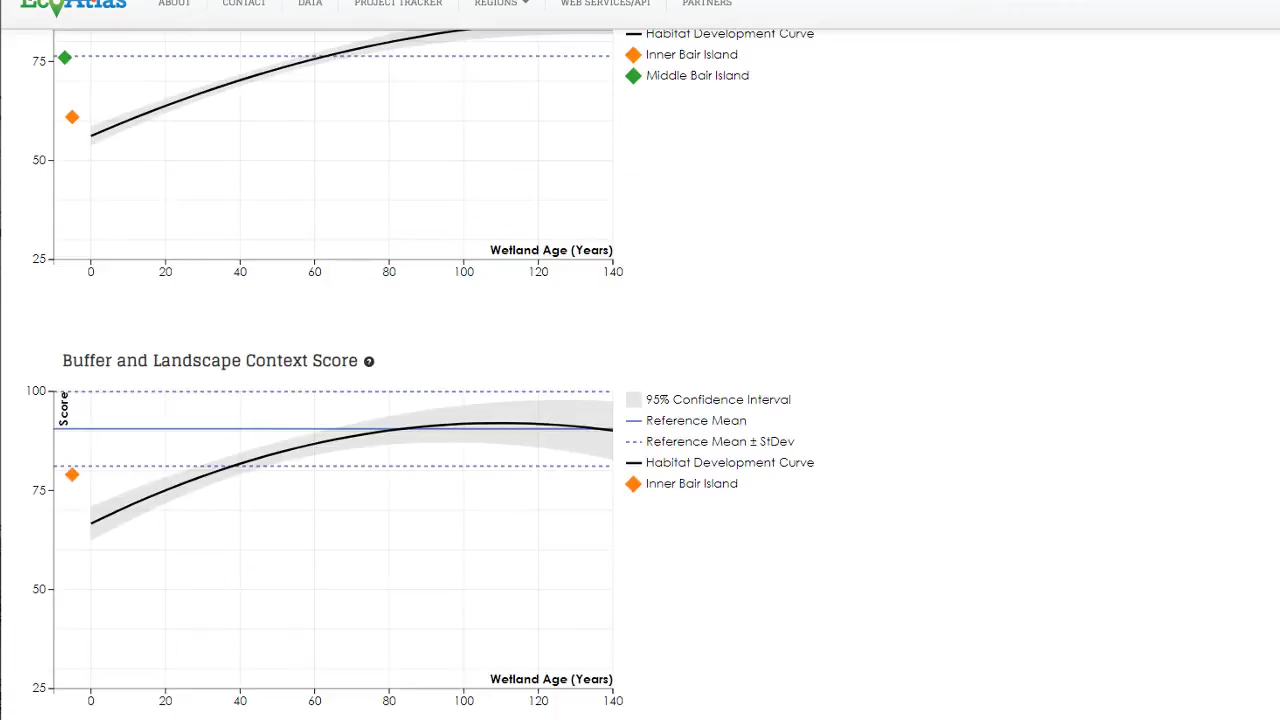 EcoAtlas
ABOUT CONTACT DATA PROJECT TRACKER REGIONS WEB SERVICES/API PARTNERS
Habitat Development Curve
Inner Bair Island
Middle Bair Island
75
50
25
Wetland Age (Years)
0 20 40 60 80 100 120 140
Buffer and Landscape Context Score
100
75
50
25
Score
95% Confidence Interval
Reference Mean
Reference Mean ± StDev
Habitat Development Curve
Inner Bair Island
Wetland Age (Years)
0 20 40 60 80 100 120 140